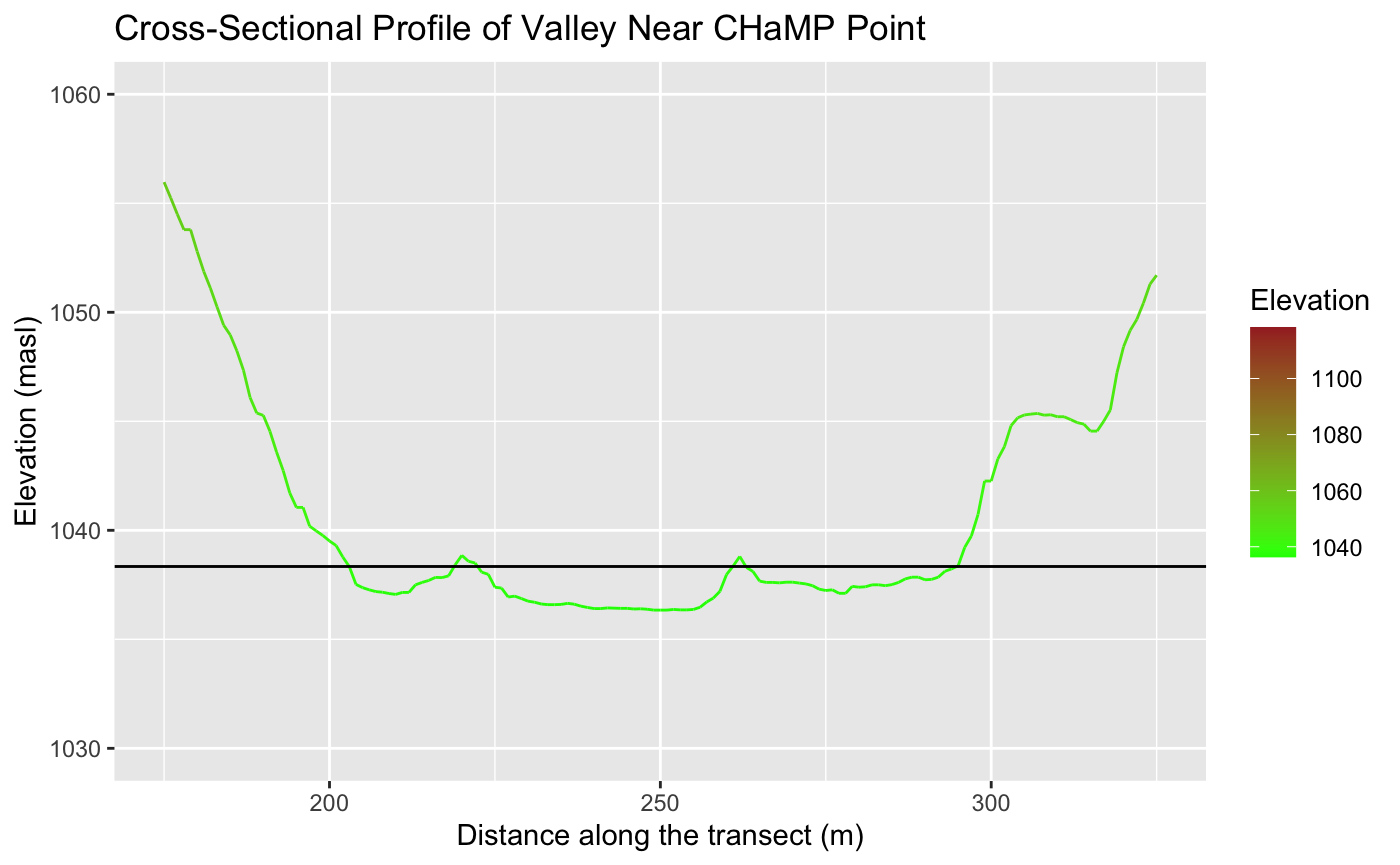 Cross-Sectional Profile of Valley Near CHaMP Point
1060
1050
1040
1030
Elevation (masl)
200
250
300
Distance along the transect (m)
Elevation
1100
1080
1060
1040